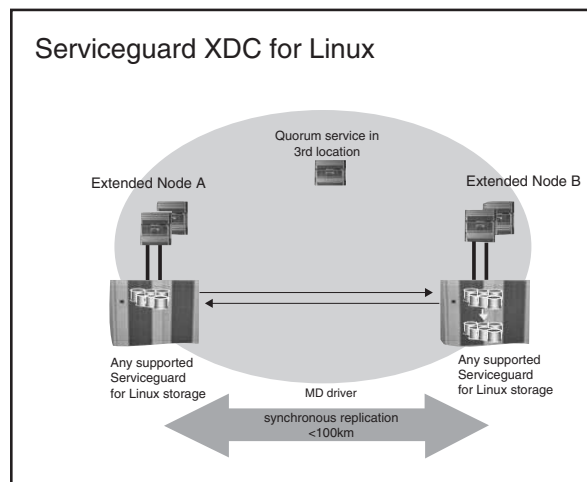 Serviceguard XDC for Linux
Quorum service in
3rd location
Extended Node A
Extended Node B
Any supported
Serviceguard
for Linux storage
Any supported
Serviceguard
for Linux storage
MD driver
synchronous replication
<100km